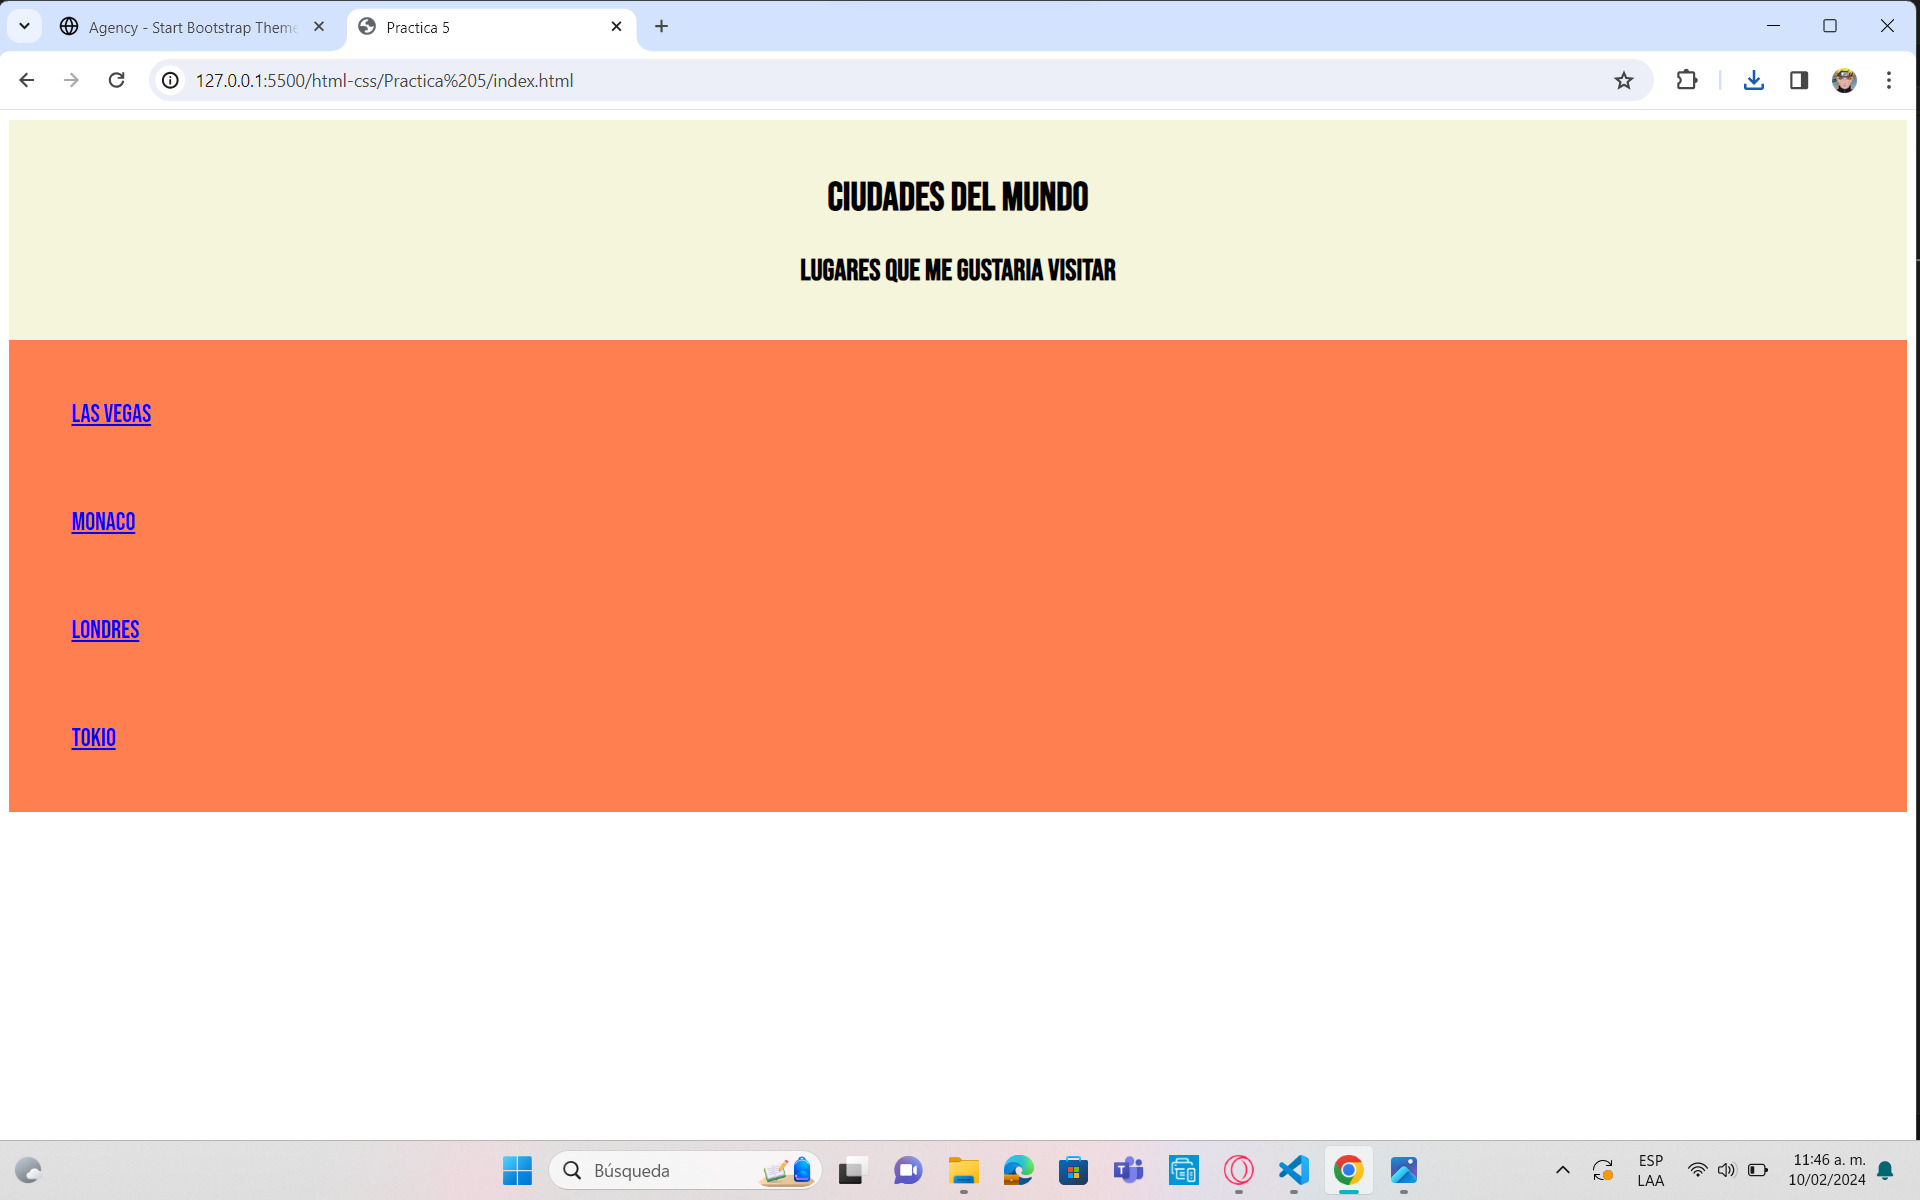 Agency - Start Bootstrap Theme
Practica 5
127.0.0.1:5500/html-css/Practica%205/index.html
CIUDADES DEL MUNDO
LUGARES QUE ME GUSTARIA VISITAR
LAS VEGAS
MONACO
LONDRES
TOKIO
Búsqueda
ESP
LAA
11:46 a. m.
10/02/2024